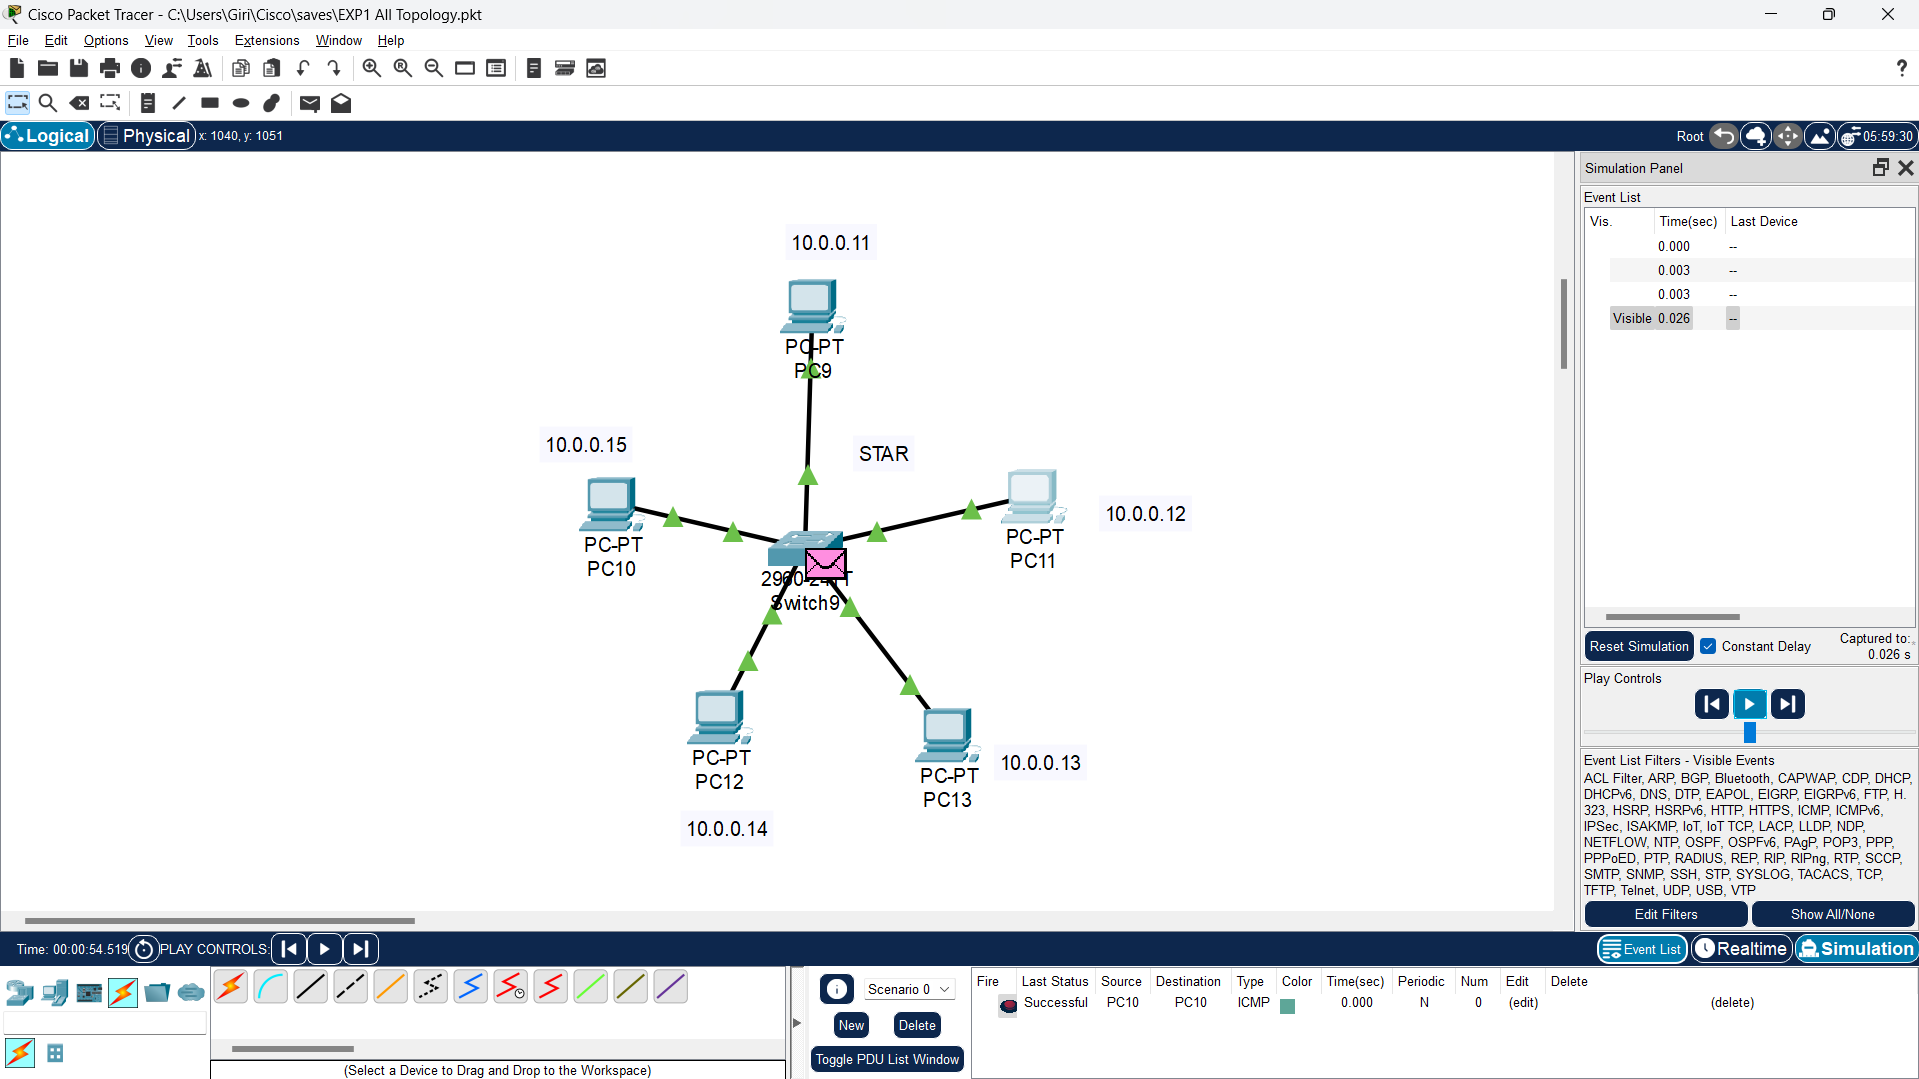 Cisco Packet Tracer - C:\Users\Giri\Cisco\saves\EXP1 All Topology.pkt
File Edit Options View Tools Extensions Window Help
?
Logical Physical x: 1040, y: 1051 Root 05:59:30
10.0.0.11
PC-PT
PC9
10.0.0.15
STAR
PC-PT
PC10
10.0.0.12
PC-PT
PC11
2960-24TT
Switch9
PC-PT
PC12
10.0.0.13
PC-PT
PC13
10.0.0.14
Simulation Panel
Event List
Vis. Time(sec) Last Device
0.000 --
0.003 --
0.003 --
Visible 0.026 --
Reset Simulation Constant Delay Captured to:
0.026 s
Play Controls
Event List Filters - Visible Events
ACL Filter, ARP, BGP, Bluetooth, CAPWAP, CDP, DHCP,
DHCPv6, DNS, DTP, EAPOL, EIGRP, EIGRPv6, FTP, H.
323, HSRP, HSRPv6, HTTP, HTTPS, ICMP, ICMPv6,
IPSec, ISAKMP, IoT, IoT TCP, LACP, LLDP, NDP,
NETFLOW, NTP, OSPF, OSPFv6, PAgP, POP3, PPP,
PPPoED, PTP, RADIUS, REP, RIP, RIPng, RTP, SCCP,
SMTP, SNMP, SSH, STP, SYSLOG, TACACS, TCP,
TFTP, Telnet, UDP, USB, VTP
Edit Filters Show All/None
Time: 00:00:54.519 PLAY CONTROLS: Event List Realtime Simulation
(Select a Device to Drag and Drop to the Workspace)
Scenario 0
New Delete
Toggle PDU List Window
Fire Last Status Source Destination Type Color Time(sec) Periodic Num Edit Delete
Successful PC10 PC10 ICMP 0.000 N 0 (edit) (delete)